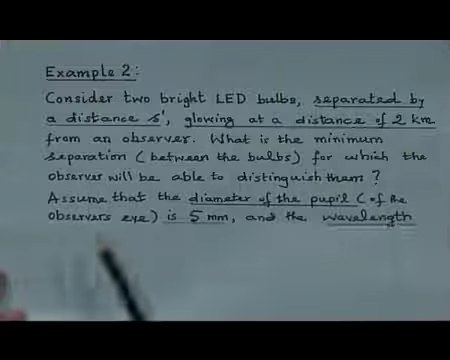 Example 2:
Consider two bright LED bulbs, separated by
a distance 's', glowing at a distance of 2 km
from an observer. What is the minimum
separation (between the bulbs) for which the
observer will be able to distinguish them?
Assume that the diameter of the pupil (of the
observers eye) is 5 mm, and the wavelength